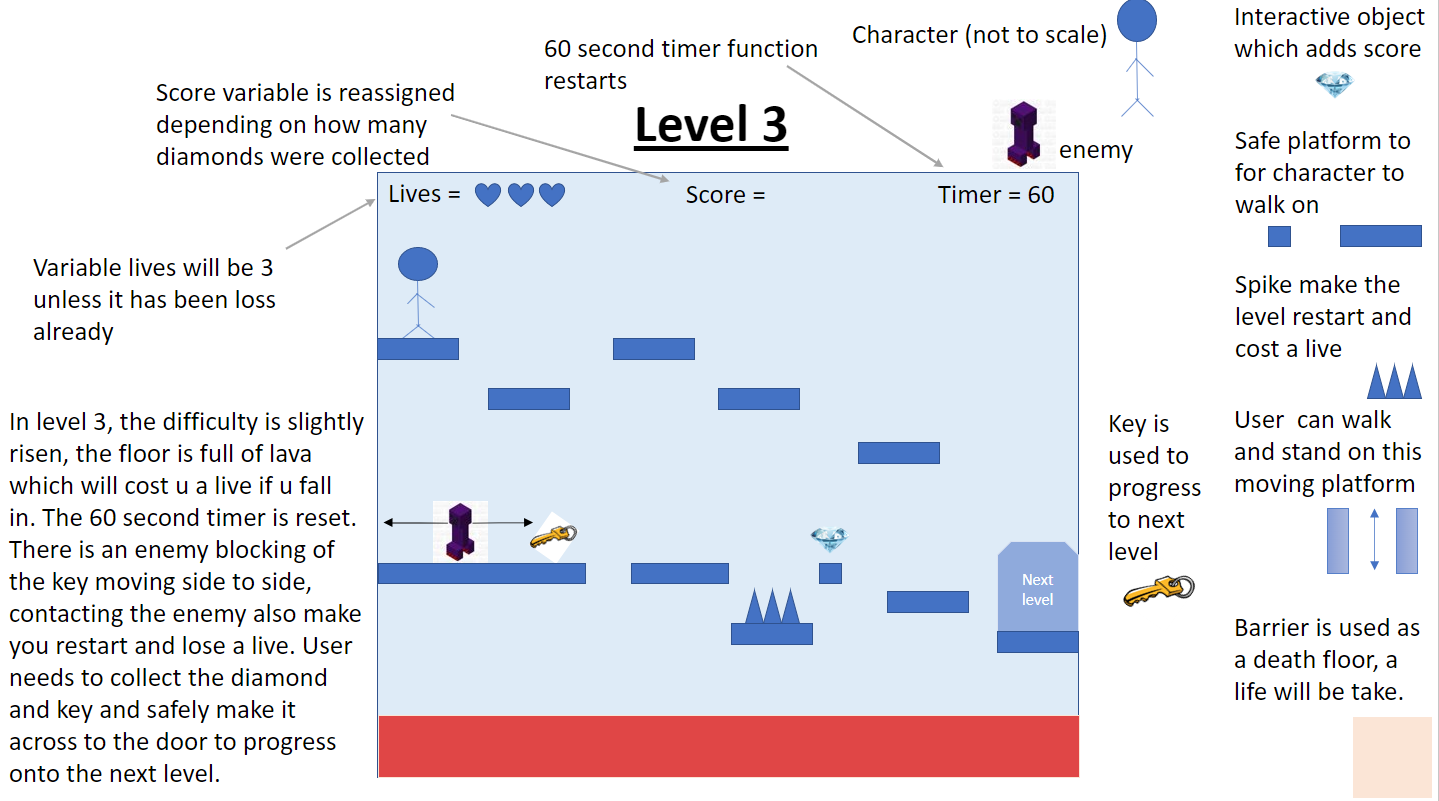 Character (not to scale)
60 second timer function
restarts
Score variable is reassigned
depending on how many
diamonds were collected
Level 3
enemy
Lives =
Score =
Timer = 60
Variable lives will be 3
unless it has been loss
already
In level 3, the difficulty is slightly
risen, the floor is full of lava
which will cost u a live if u fall
in. The 60 second timer is reset.
There is an enemy blocking of
the key moving side to side,
contacting the enemy also make
you restart and lose a live. User
needs to collect the diamond
and key and safely make it
across to the door to progress
onto the next level.
Next
level
Key is
used to
progress
to next
level
Interactive object
which adds score
Safe platform to
for character to
walk on
Spike make the
level restart and
cost a live
User  can walk
and stand on this
moving platform
Barrier is used as
a death floor, a
life will be take.